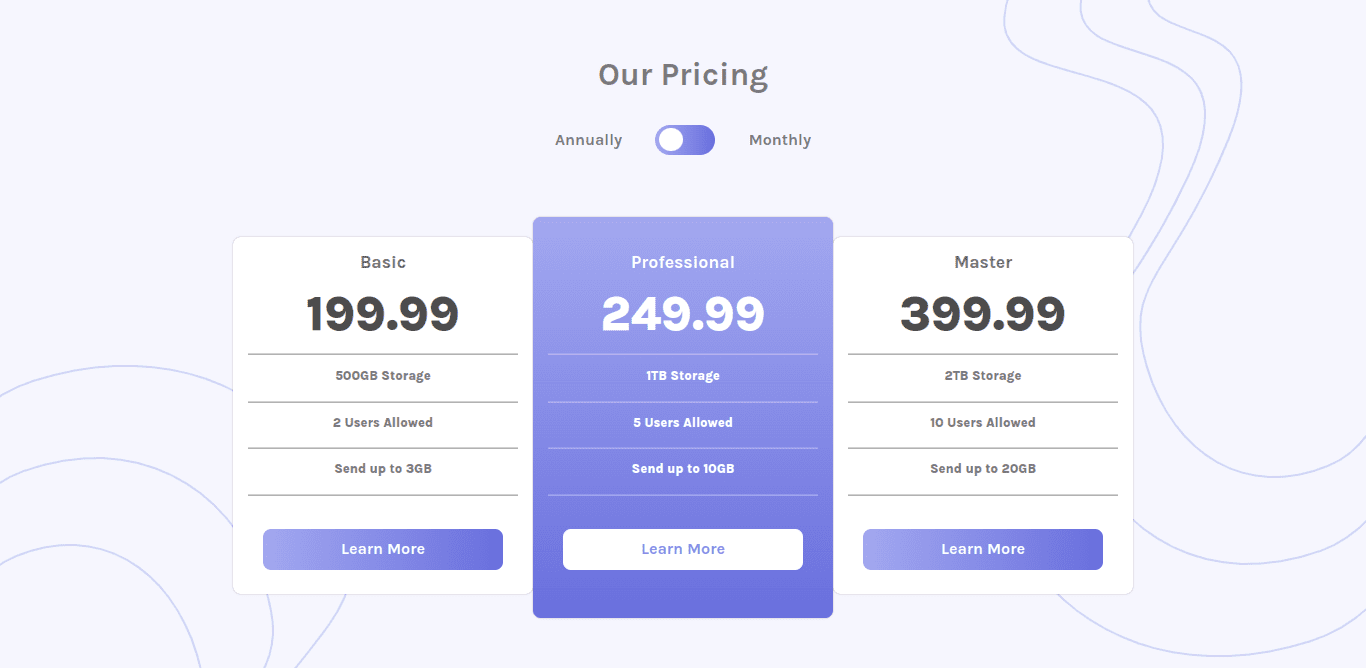 Our Pricing
Annually Monthly
Basic
199.99
500GB Storage
2 Users Allowed
Send up to 3GB
Learn More
Professional
249.99
1TB Storage
5 Users Allowed
Send up to 10GB
Learn More
Master
399.99
2TB Storage
10 Users Allowed
Send up to 20GB
Learn More